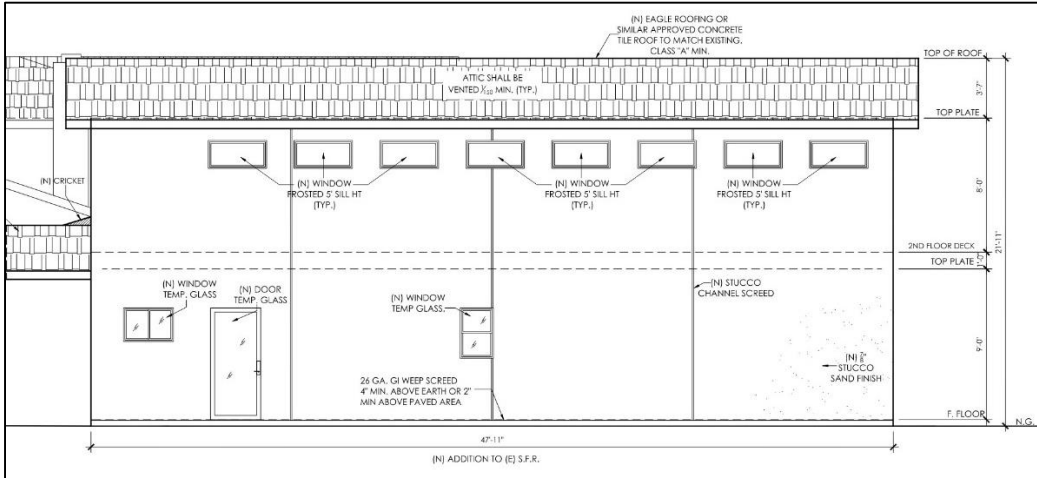 (N) EAGLE ROOFING OR
SIMILAR APPROVED CONCRETE
TILE ROOF TO MATCH EXISTING.
CLASS "A" MIN.
TOP OF ROOF
ATTIC SHALL BE
VENTED MIN. (TYP.)
3'-7"
TOP PLATE
(N) CRICKET
(N) WINDOW
FROSTED 5' SILL HT
(TYP.)
(N) WINDOW
FROSTED 5' SILL HT
(TYP.)
(N) WINDOW
FROSTED 5' SILL HT
(TYP.)
8'-0"
21'-11"
2ND FLOOR DECK
1'-0"
TOP PLATE
(N) WINDOW
TEMP. GLASS
(N) DOOR
TEMP. GLASS
(N) WINDOW
TEMP GLASS.
(N) STUCCO
CHANNEL SCREED
9'-0"
(N) 7/8"
STUCCO
SAND FINISH
26 GA. GI WEEP SCREED
4" MIN. ABOVE EARTH OR 2"
MIN ABOVE PAVED AREA
F. FLOOR
N.G.
47'-11"
(N) ADDITION TO (E) S.F.R.